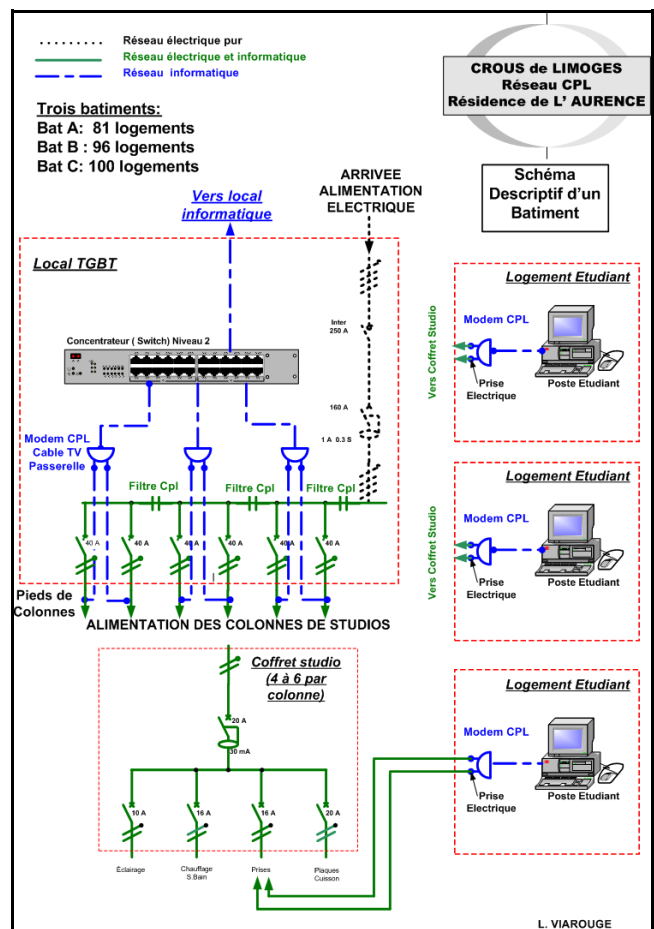 Réseau électrique pur
Réseau électrique et informatique
Réseau informatique
CROUS de LIMOGES
Réseau CPL
Résidence de L' AURENCE
Trois batiments:
Bat A: 81 logements
Bat B : 96 logements
Bat C: 100 logements
Schéma
Descriptif d'un
Batiment
ARRIVEE
ALIMENTATION
ELECTRIQUE
Vers local
informatique
Local TGBT
Inter
250 A
Concentrateur ( Switch) Niveau 2
160 A
1 A 0.3 S
Modem CPL
Cable TV
Passerelle
Filtre Cpl
Filtre Cpl
Filtre Cpl
40 A
40 A
40 A
40 A
40 A
40 A
Pieds de
Colonnes
ALIMENTATION DES COLONNES DE STUDIOS
Coffret studio
(4 à 6 par
colonne)
20 A
30 mA
10 A
16 A
16 A
20 A
Éclairage
Chauffage
S.Bain
Prises
Plaques
Cuisson
Logement Etudiant
Modem CPL
Vers Coffret Studio
Prise
Electrique
Poste Etudiant
Logement Etudiant
Modem CPL
Vers Coffret Studio
Prise
Electrique
Poste Etudiant
Logement Etudiant
Modem CPL
Prise
Electrique
Poste Etudiant
L. VIAROUGE